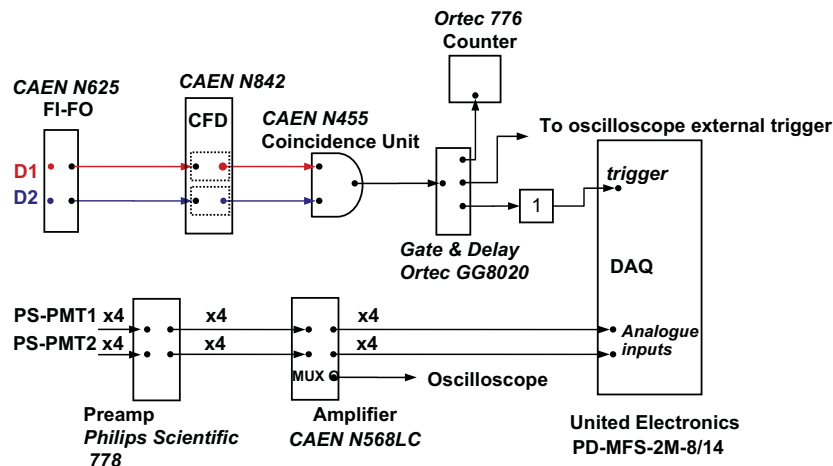 Ortec 776
Counter
CAEN N625
FI-FO
CAEN N842
CFD
CAEN N455
Coincidence Unit
To oscilloscope external trigger
D1
D2
trigger
1
Gate & Delay
Ortec GG8020
DAQ
PS-PMT1 x4
x4
x4
PS-PMT2 x4
x4
x4
Analogue
inputs
MUX O
Oscilloscope
Preamp
Philips Scientific
778
Amplifier
CAEN N568LC
United Electronics
PD-MFS-2M-8/14